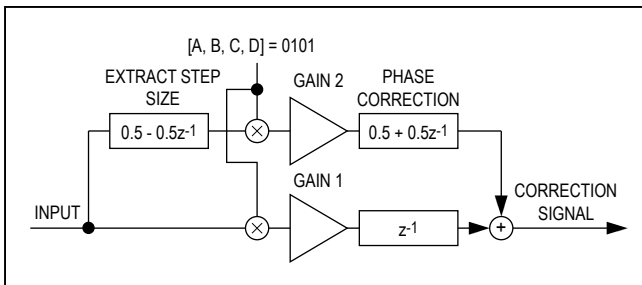 [A, B, C, D] = 0101
EXTRACT STEP
SIZE
GAIN 2
PHASE
CORRECTION
0.5 - 0.5z-1
×
0.5 + 0.5z-1
GAIN 1
CORRECTION
SIGNAL
INPUT
×
z-1
+